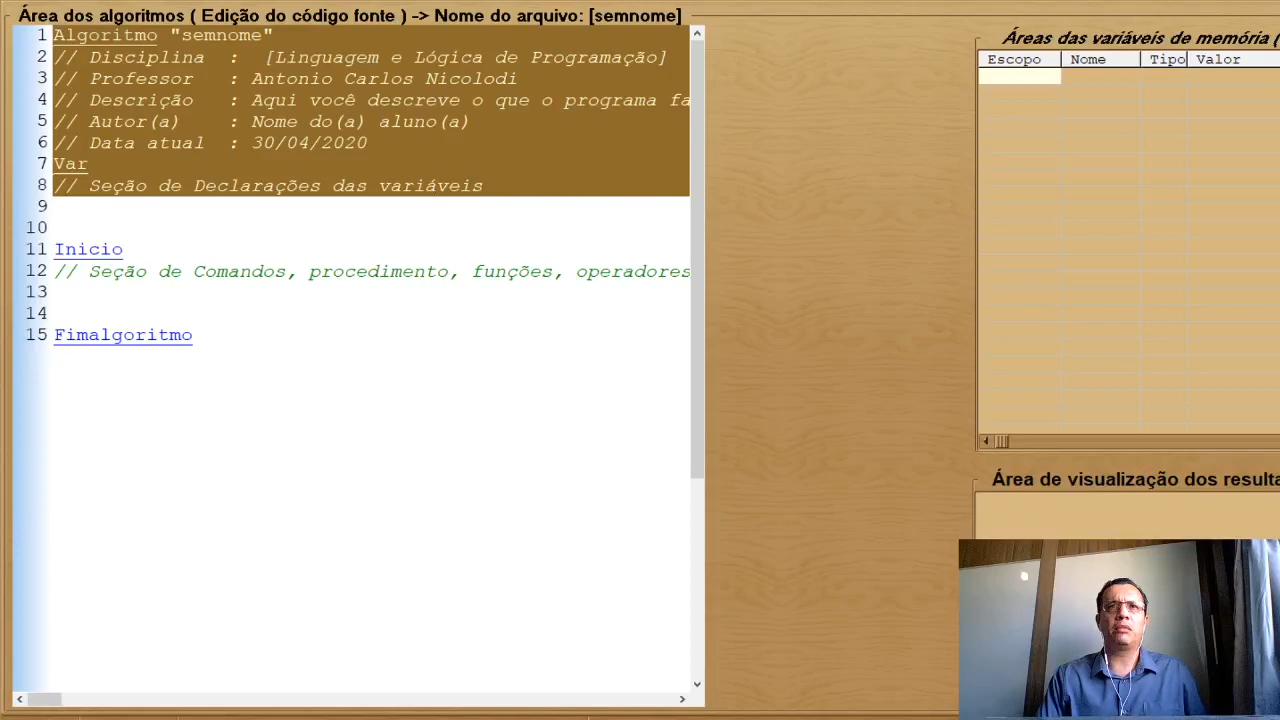 Área dos algoritmos ( Edição do código fonte ) -> Nome do arquivo: [semnome]
1 Algoritmo "semnome"
2 // Disciplina : [Linguagem e Lógica de Programação]
3 // Professor : Antonio Carlos Nicolodi
4 // Descrição : Aqui você descreve o que o programa fa
5 // Autor(a) : Nome do(a) aluno(a)
6 // Data atual : 30/04/2020
7 Var
8 // Seção de Declarações das variáveis
9
10
11 Inicio
12 // Seção de Comandos, procedimento, funções, operadores
13
14
15 Fimalgoritmo
Áreas das variáveis de memória (
Escopo Nome Tipo Valor
Área de visualização dos resulta